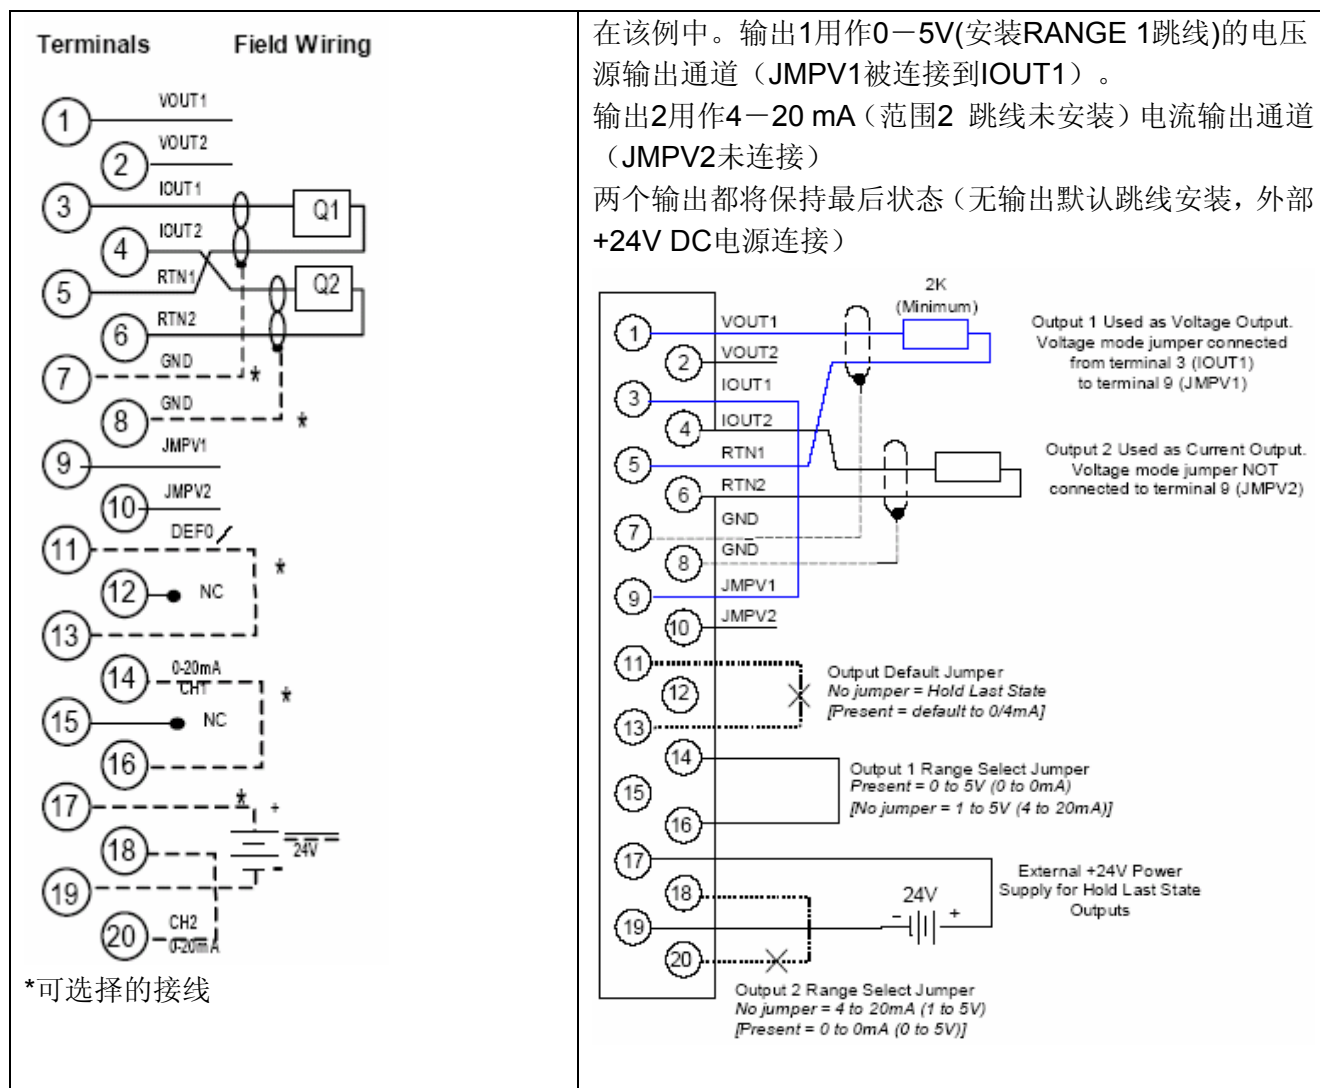 Terminals Field Wiring
1 VOUT1
2 VOUT2
3 IOUT1
Q1
4 IOUT2
5 RTN1
Q2
6 RTN2
7 GND *
8 GND *
9 JMPV1
10 JMPV2
11 DEF0
*
12 NC
13
14 0-20mA
CH1
*
15 NC
16
17 * +
18 24V
19 -
20 CH2
0-20mA
*可选择的接线
在该例中。输出1用作0－5V(安装RANGE 1跳线)的电压
源输出通道（JMPV1被连接到IOUT1）。
输出2用作4－20 mA（范围2 跳线未安装）电流输出通道
（JMPV2未连接）
两个输出都将保持最后状态（无输出默认跳线安装，外部
+24V DC电源连接）
2K
(Minimum)
1 VOUT1
2 VOUT2
3 IOUT1
4 IOUT2
5 RTN1
6 RTN2
7 GND
8 GND
9 JMPV1
10 JMPV2
Output 1 Used as Voltage Output.
Voltage mode jumper connected
from terminal 3 (IOUT1)
to terminal 9 (JMPV1)
Output 2 Used as Current Output.
Voltage mode jumper NOT
connected to terminal 9 (JMPV2)
11
12
13
Output Default Jumper
No jumper = Hold Last State
[Present = default to 0/4mA]
14
15
16
Output 1 Range Select Jumper
Present = 0 to 5V (0 to 0mA)
[No jumper = 1 to 5V (4 to 20mA)]
17
18
19
20
24V
- +
External +24V Power
Supply for Hold Last State
Outputs
Output 2 Range Select Jumper
No jumper = 4 to 20mA (1 to 5V)
[Present = 0 to 0mA (0 to 5V)]